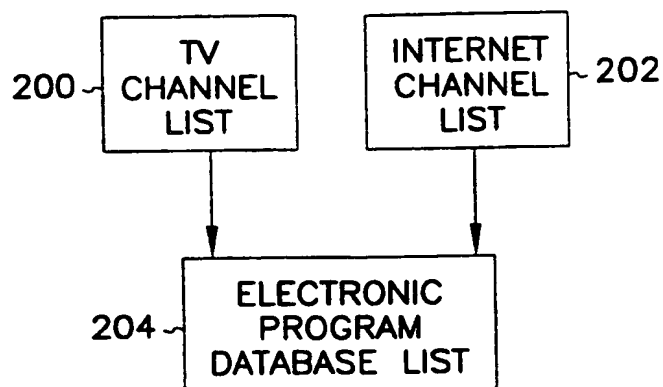 200
TV
CHANNEL
LIST
INTERNET
CHANNEL
LIST
202
204
ELECTRONIC
PROGRAM
DATABASE LIST